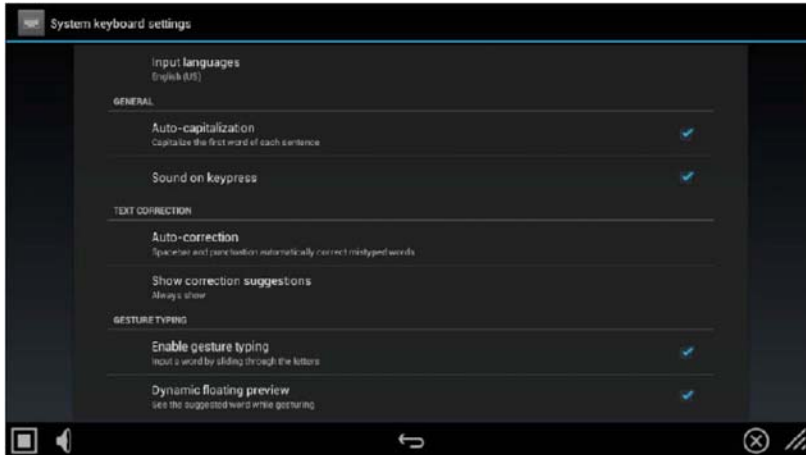 System keyboard settings
Input languages
English (US)
GENERAL
Auto-capitalization
Capitalize the first word of each sentence
Sound on keypress
TEXT CORRECTION
Auto-correction
Spacebar and punctuation automatically correct mistyped words
Show correction suggestions
Always show
GESTURE TYPING
Enable gesture typing
Input a word by sliding through the letters
Dynamic floating preview
See the suggested word while gesturing